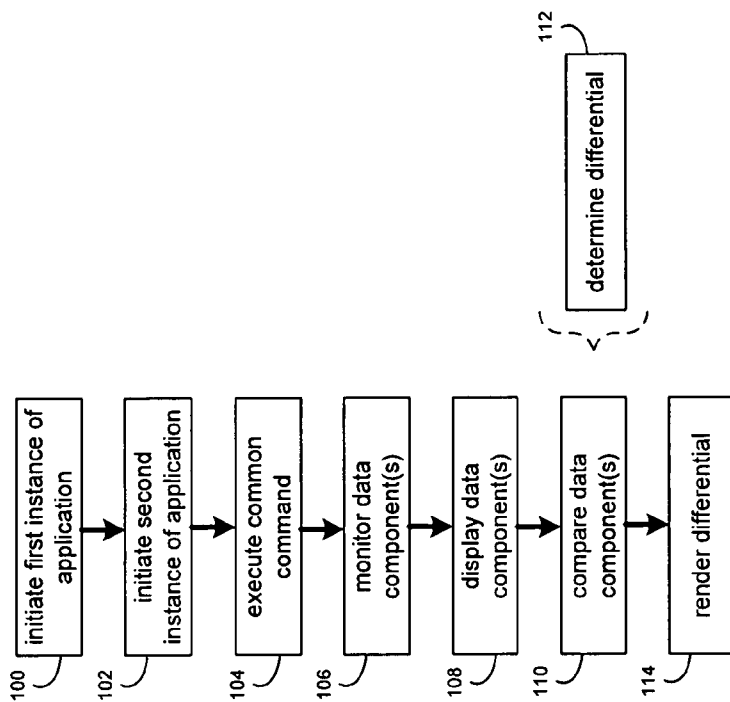 100
initiate first instance of
application
102
initiate second
instance of application
104
execute common
command
106
monitor data
component(s)
108
display data
component(s)
110
compare data
component(s)
112
determine differential
114
render differential